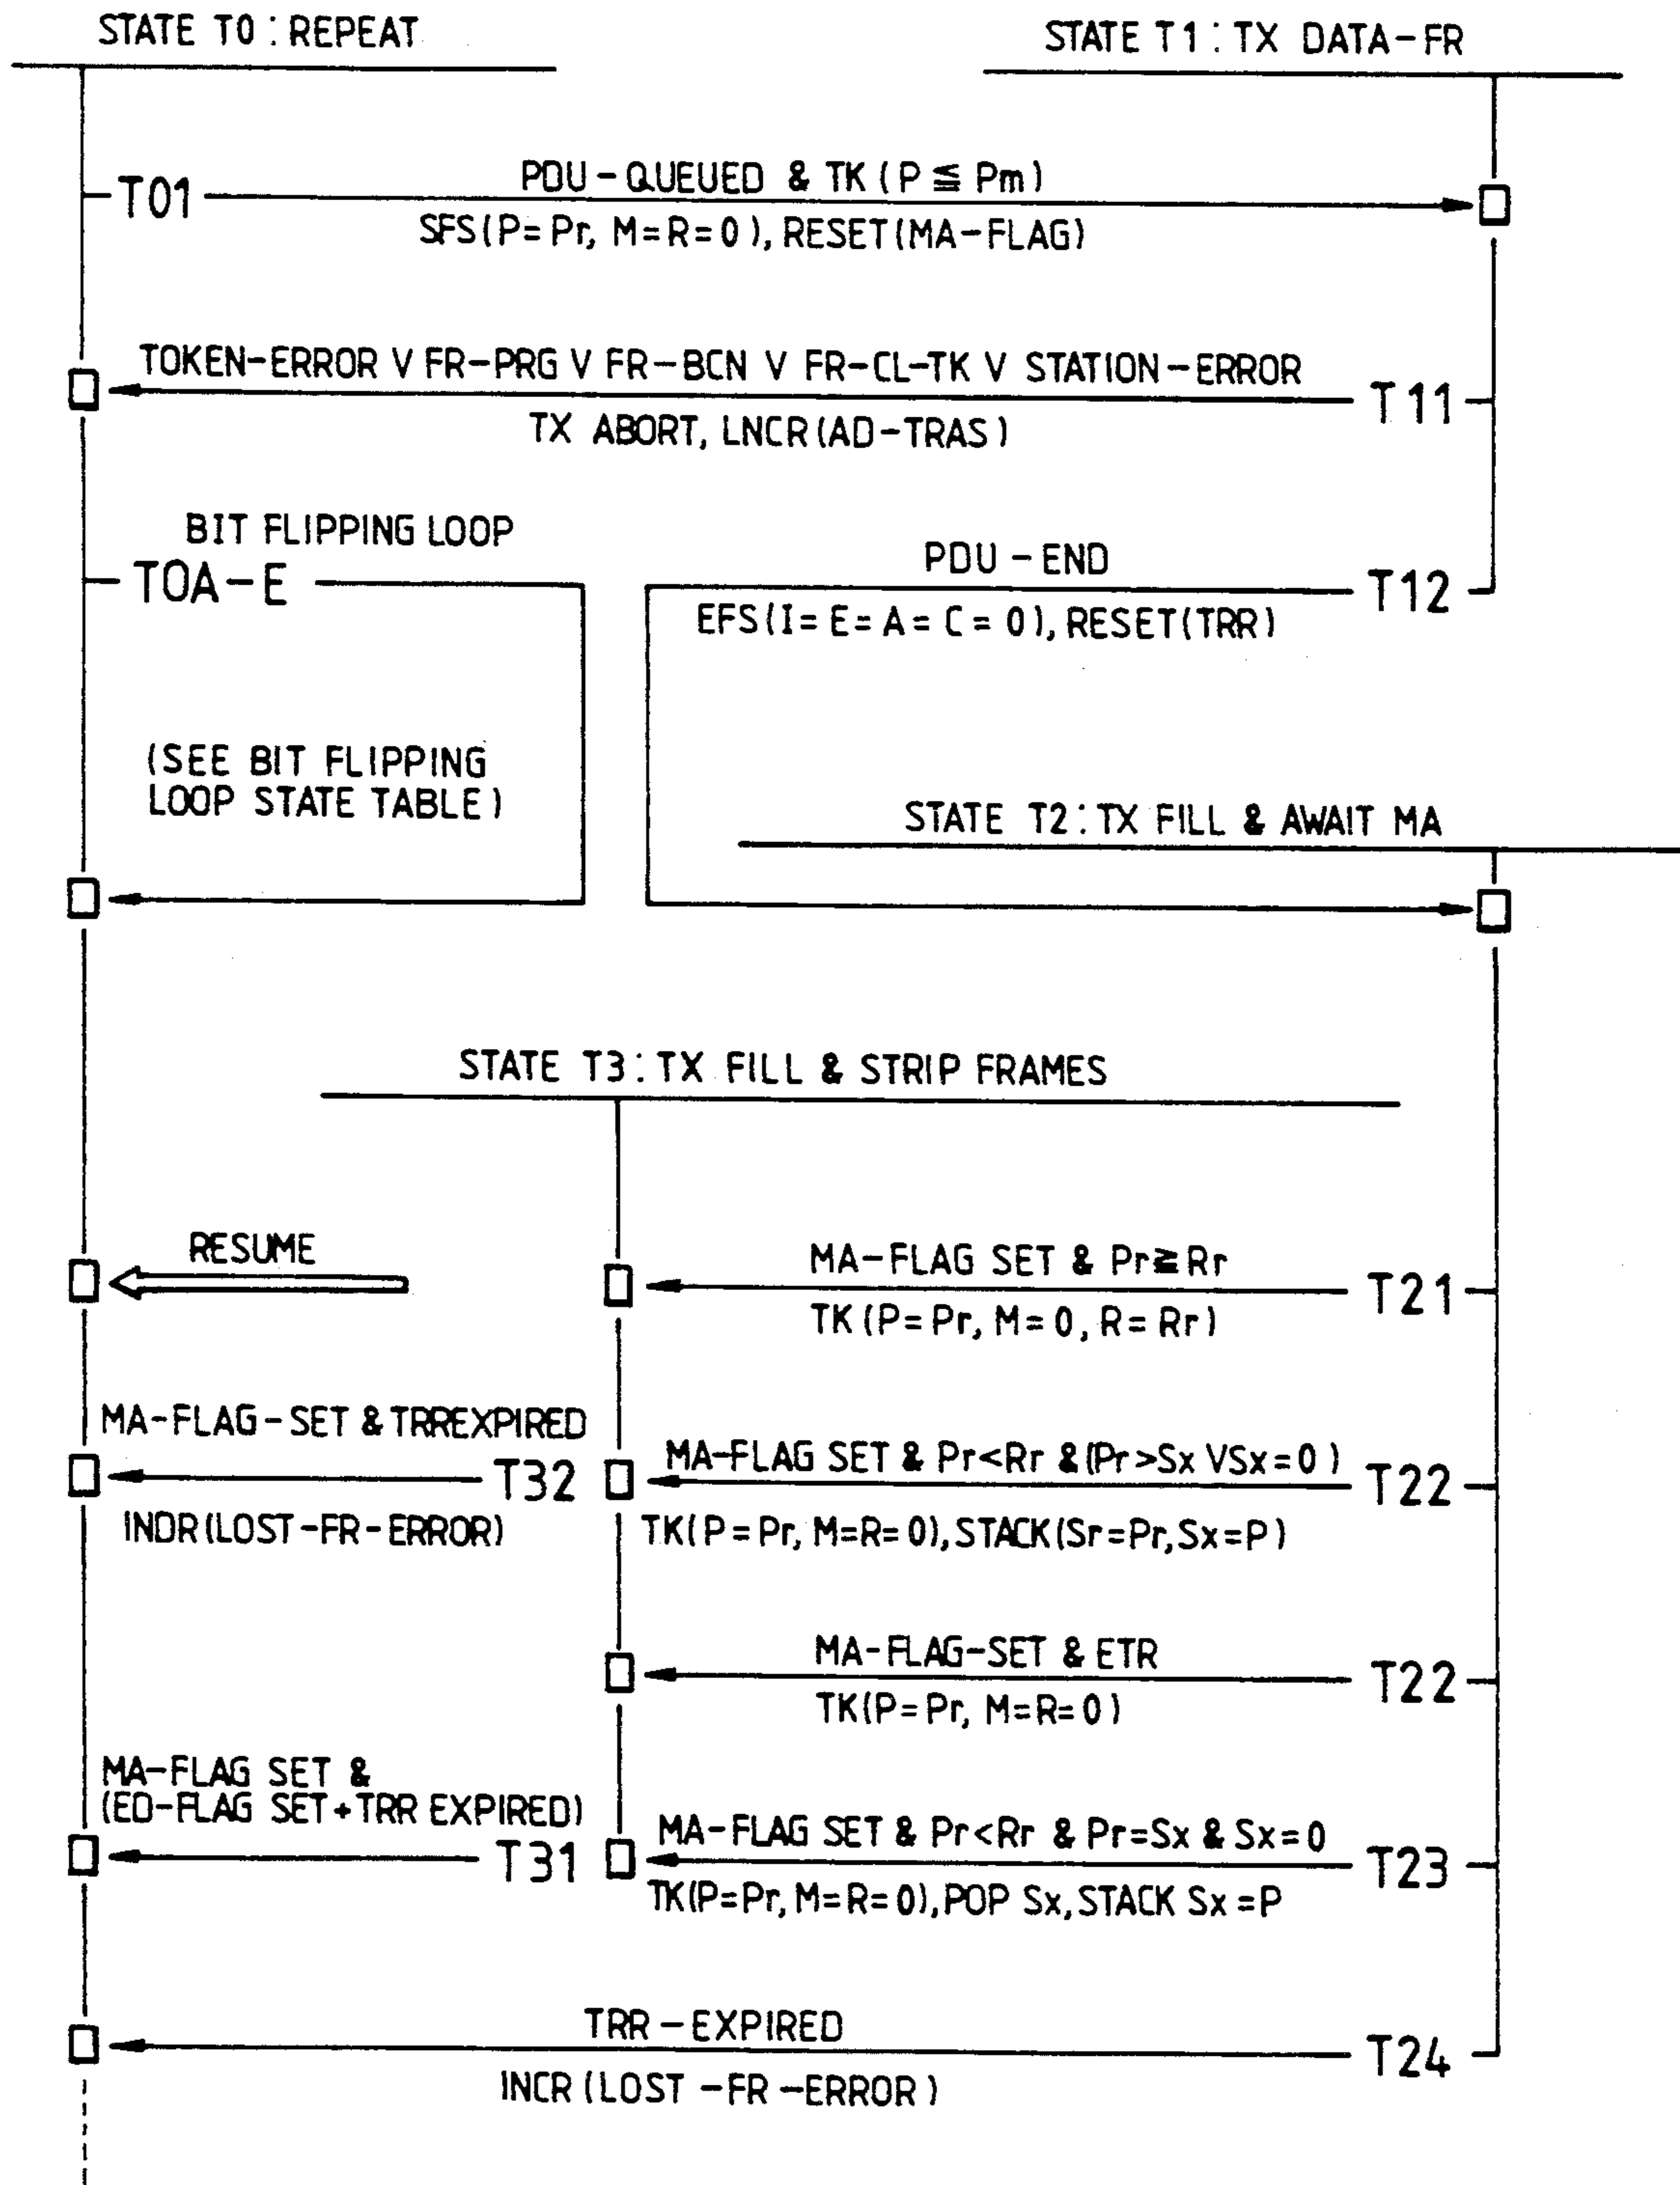 STATE T0 : REPEAT
STATE T1 : TX DATA-FR
T01
PDU-QUEUED & TK (P ≦ Pm)
SFS(P=Pr, M=R=0), RESET(MA-FLAG)
TOKEN-ERROR V FR-PRG V FR-BCN V FR-CL-TK V STATION-ERROR
T11
TX ABORT, LNCR(AD-TRAS)
BIT FLIPPING LOOP
T0A-E
PDU-END
T12
EFS(I=E=A=C=0), RESET(TRR)
(SEE BIT FLIPPING
LOOP STATE TABLE)
STATE T2 : TX FILL & AWAIT MA
STATE T3 : TX FILL & STRIP FRAMES
RESUME
MA-FLAG SET & Pr≧Rr
T21
TK(P=Pr, M=0, R=Rr)
MA-FLAG-SET & TRREXPIRED
T32
INDR(LOST-FR-ERROR)
MA-FLAG SET & Pr<Rr &(Pr>Sx VSx=0)
T22
TK(P=Pr, M=R=0), STACK(Sr=Pr, Sx=P)
MA-FLAG-SET & ETR
T22
TK(P=Pr, M=R=0)
MA-FLAG SET &
(ED-FLAG SET+TRR EXPIRED)
T31
MA-FLAG SET & Pr<Rr & Pr=Sx & Sx=0
T23
TK(P=Pr, M=R=0), POP Sx, STACK Sx=P
TRR-EXPIRED
T24
INCR(LOST-FR-ERROR)